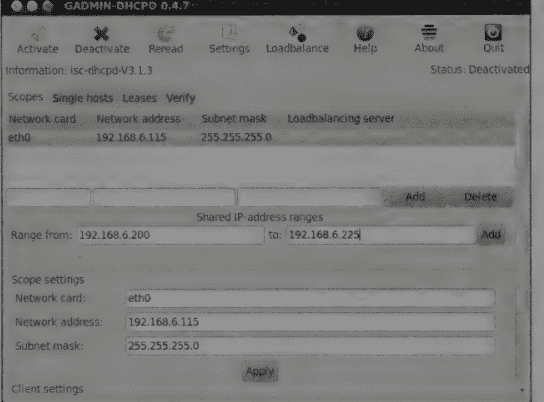 GADMIN-DHCPD 0.4.7
Activate Deactivate Reread Settings Loadbalance Help About Quit
Information: isc-dhcpd-V3.1.3 Status: Deactivated
Scopes Single hosts Leases Verify
Network card Network address Subnet mask Loadbalancing server
eth0 192.168.6.115 255.255.255.0
Add Delete
Shared IP-address ranges
Range from: 192.168.6.200 to: 192.168.6.225 Add
Scope settings
Network card: eth0
Network address: 192.168.6.115
Subnet mask: 255.255.255.0
Apply
Client settings